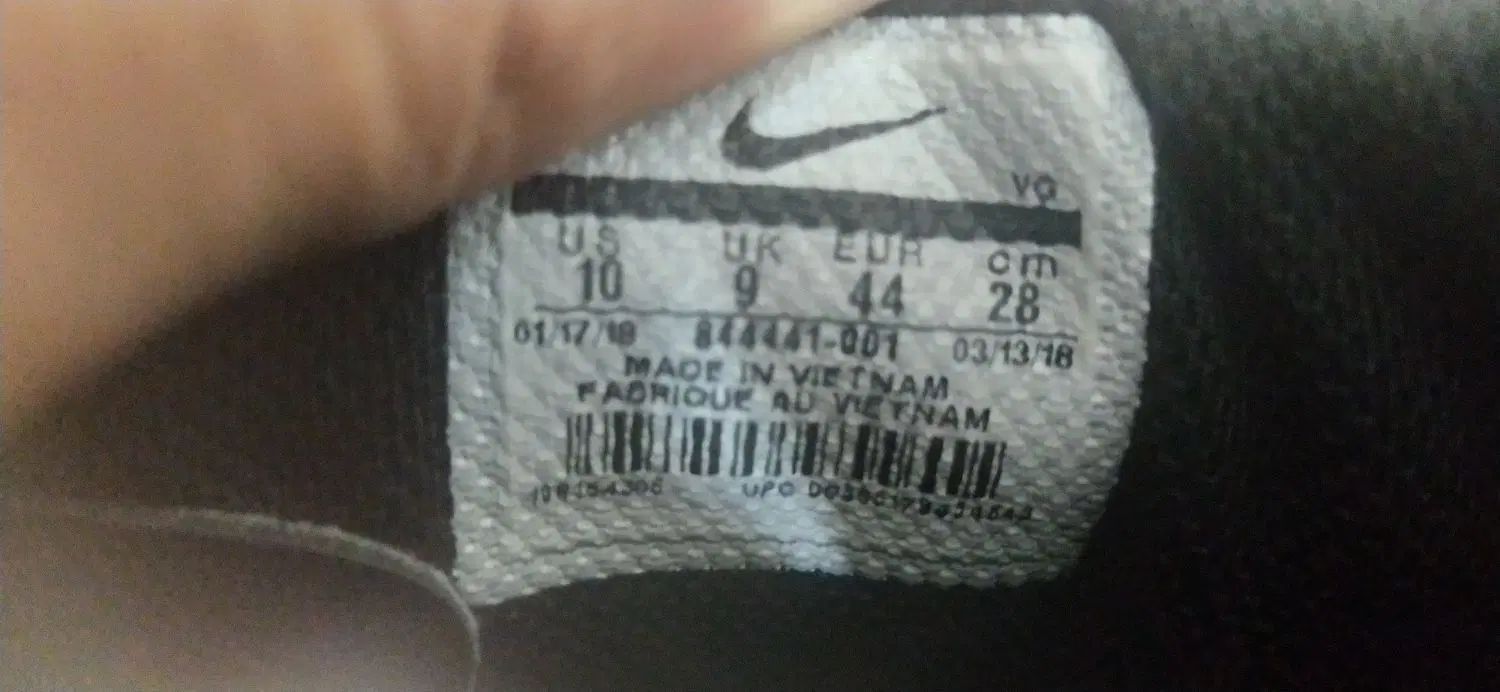 VG
US UK EUR cm
10 9 44 28
01/17/18 844441-001 03/13/18
MADE IN VIETNAM
FABRIQUE AU VIETNAM
UPC